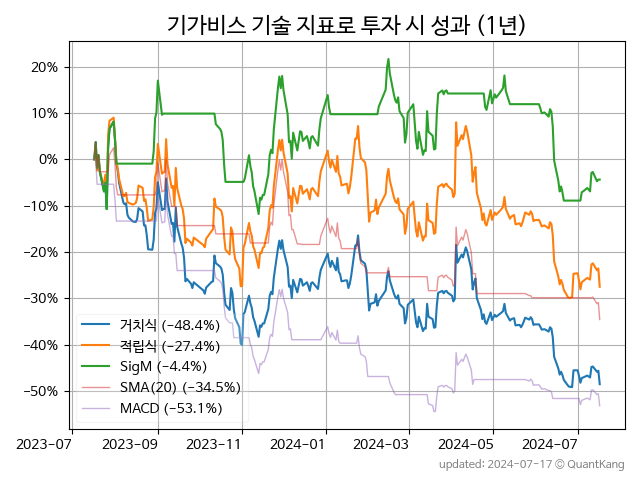 기가비스 기술 지표로 투자 시 성과 (1년)
20%
10%
0%
−10%
−20%
−30%
−40%
−50%
거치식 (−48.4%)
적립식 (−27.4%)
SigM (−4.4%)
SMA(20) (−34.5%)
MACD (−53.1%)
2023-07 2023-09 2023-11 2024-01 2024-03 2024-05 2024-07
updated: 2024-07-17 © QuantKang